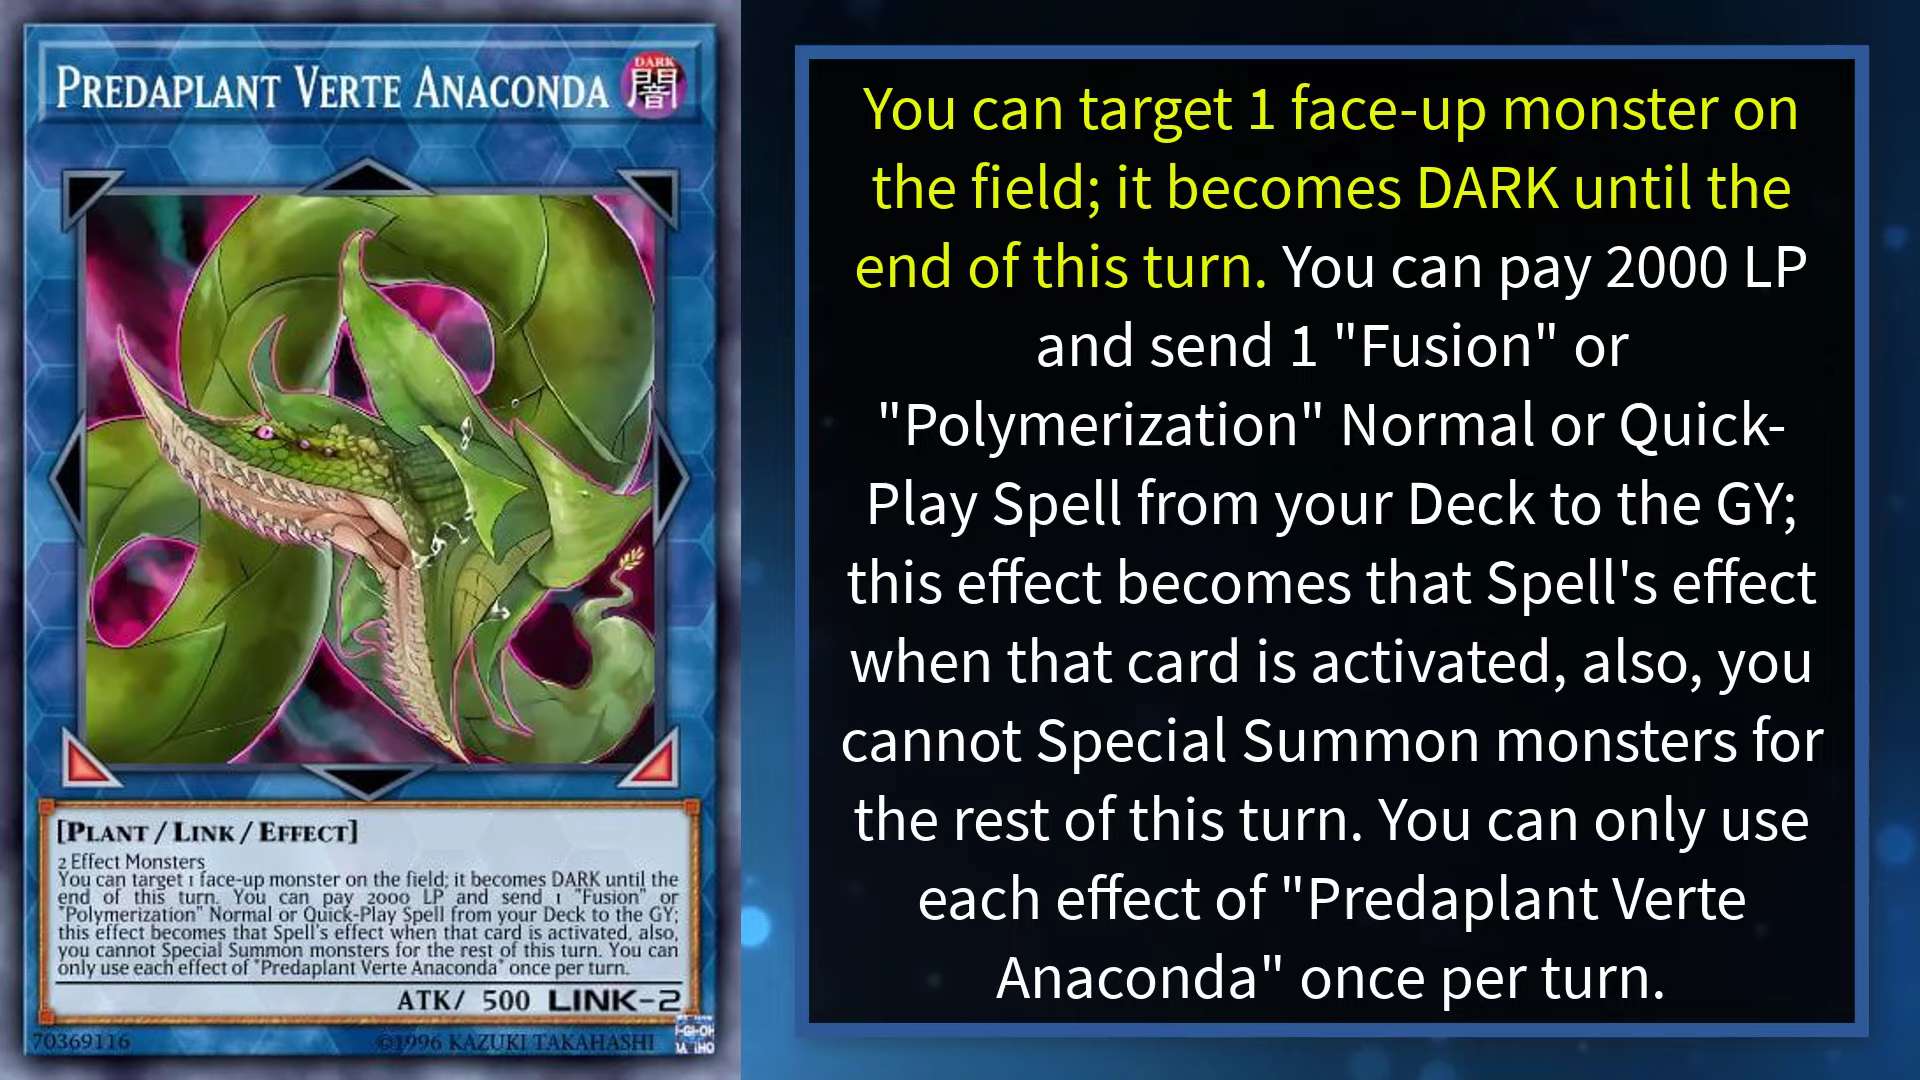 PREDAPLANT VERTE ANACONDA
DARK
闇
[PLANT / LINK / EFFECT]
2 Effect Monsters
You can target 1 face-up monster on the field; it becomes DARK until the
end of this turn. You can pay 2000 LP and send 1 "Fusion" or
"Polymerization" Normal or Quick-Play Spell from your Deck to the GY;
this effect becomes that Spell's effect when that card is activated, also,
you cannot Special Summon monsters for the rest of this turn. You can
only use each effect of "Predaplant Verte Anaconda" once per turn.
ATK/ 500 LINK-2
70369116
©1996 KAZUKI TAKAHASHI
You can target 1 face-up monster on
the field; it becomes DARK until the
end of this turn. You can pay 2000 LP
and send 1 "Fusion" or
"Polymerization" Normal or Quick-
Play Spell from your Deck to the GY;
this effect becomes that Spell's effect
when that card is activated, also, you
cannot Special Summon monsters for
the rest of this turn. You can only use
each effect of "Predaplant Verte
Anaconda" once per turn.